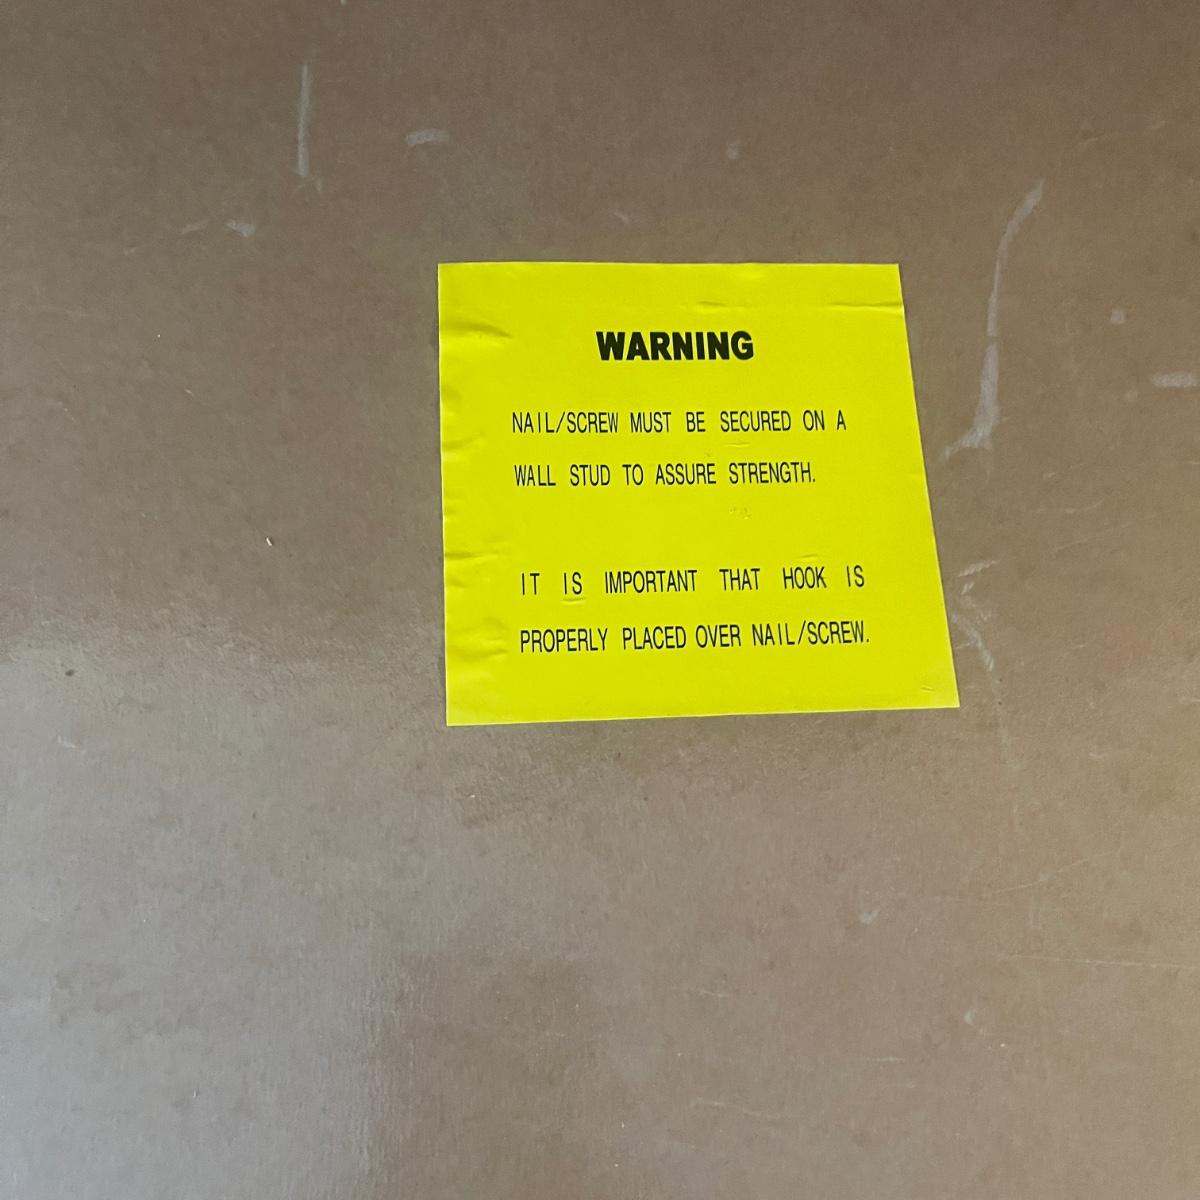 WARNING
NAIL/SCREW MUST BE SECURED ON A
WALL STUD TO ASSURE STRENGTH.
IT IS IMPORTANT THAT HOOK IS
PROPERLY PLACED OVER NAIL/SCREW.